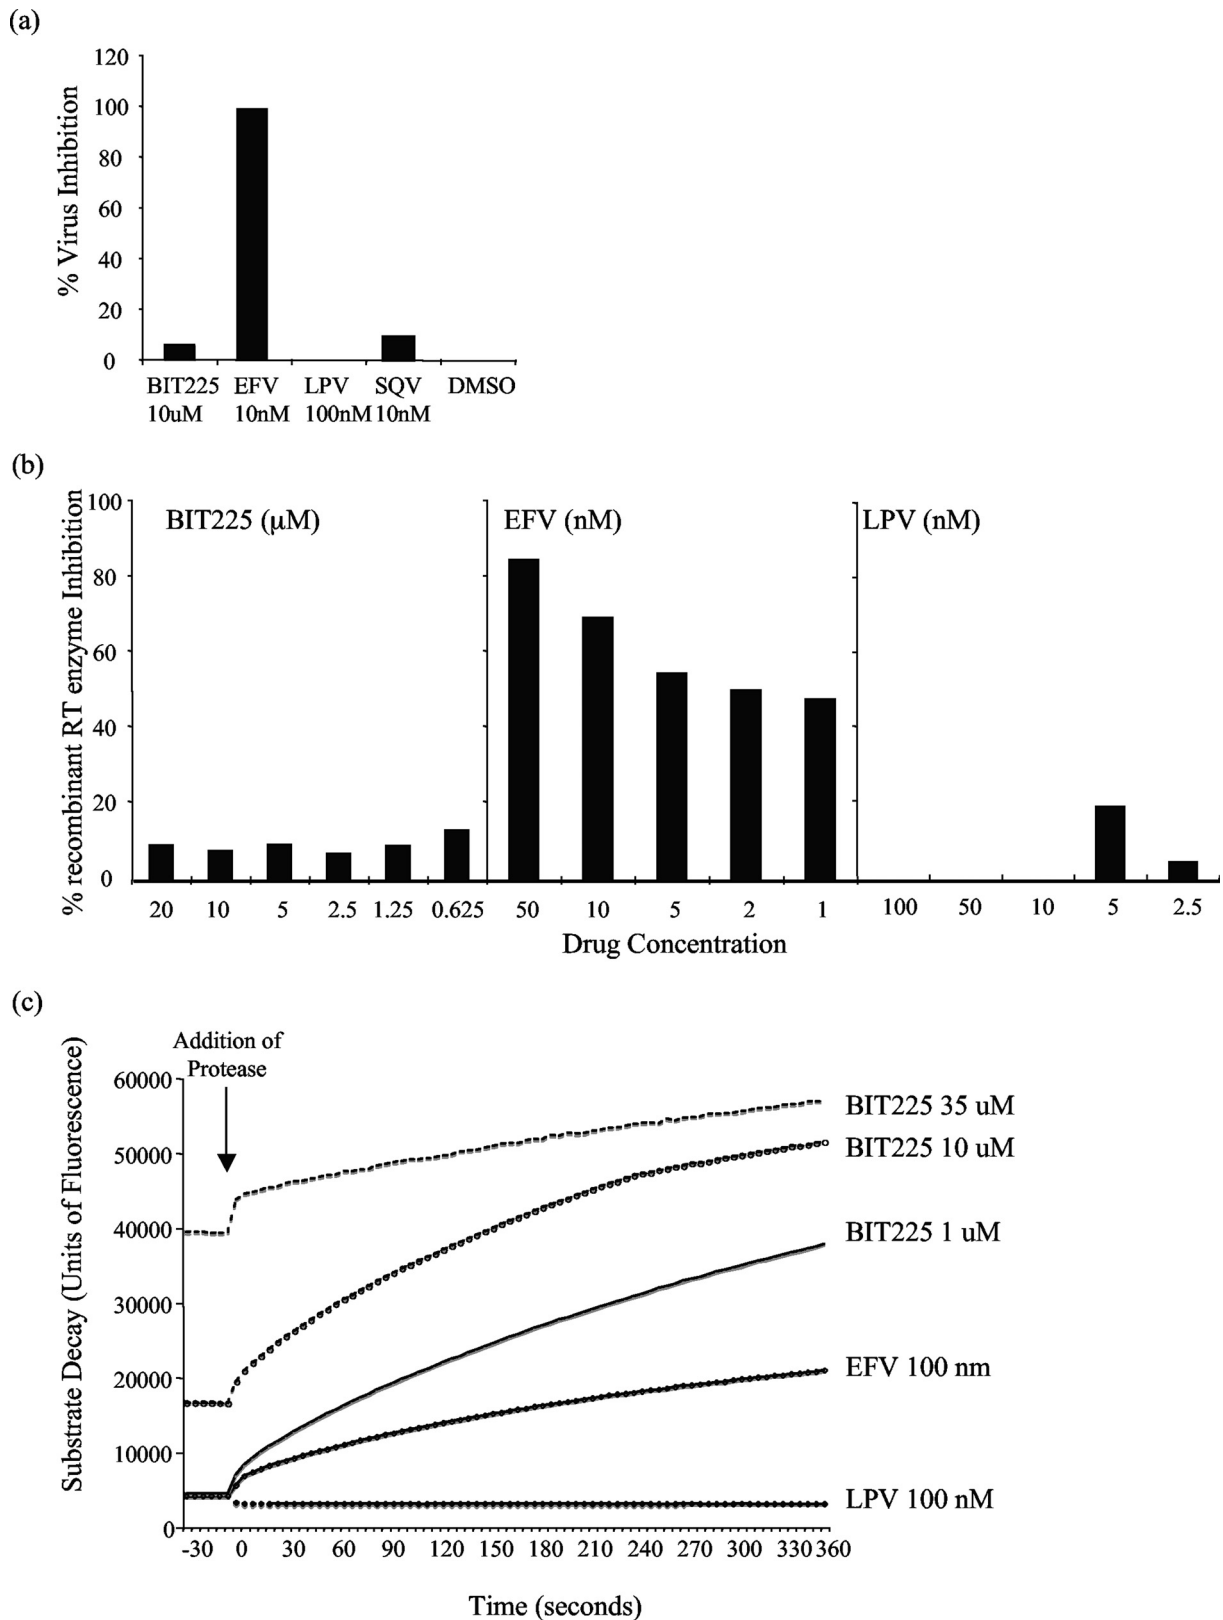 (a)
% Virus Inhibition
120
100
80
60
40
20
0
BIT225 EFV LPV SQV DMSO
10uM 10nM 100nM 10nM
(b)
% recombinant RT enzyme Inhibition
100
80
60
40
20
0
BIT225 (μM) EFV (nM) LPV (nM)
20 10 5 2.5 1.25 0.625 50 10 5 2 1 100 50 10 5 2.5
Drug Concentration
(c)
Substrate Decay (Units of Fluorescence)
Addition of
Protease
60000
50000
40000
30000
20000
10000
0
BIT225 35 uM
BIT225 10 uM
BIT225 1 uM
EFV 100 nm
LPV 100 nM
-30 0 30 60 90 120 150 180 210 240 270 300 330 360
Time (seconds)